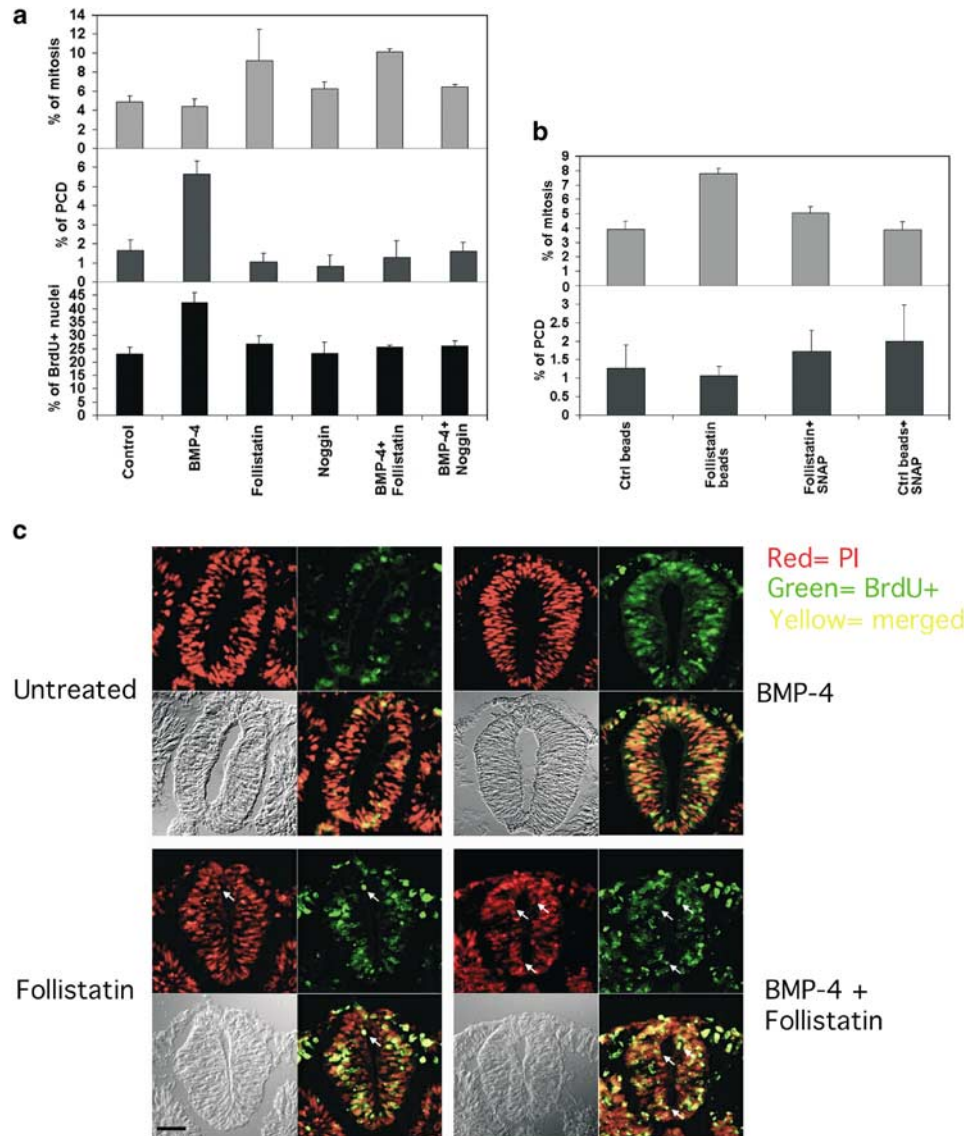 a
% of mitosis
14
12
10
8
6
4
2
0
% of PCD
6
5
4
3
2
1
0
% of BrdU+ nuclei
45
40
35
30
25
20
15
10
5
0
Control
BMP-4
Follistatin
Noggin
BMP-4+
Follistatin
BMP-4+
Noggin
b
% of mitosis
9
8
7
6
5
4
3
2
1
0
% of PCD
3
2.5
2
1.5
1
0.5
0
Ctrl beads
Follistatin
beads
Follistatin+
SNAP
Ctrl beads+
SNAP
c
Red= PI
Green= BrdU+
Yellow= merged
Untreated
BMP-4
Follistatin
BMP-4 +
Follistatin